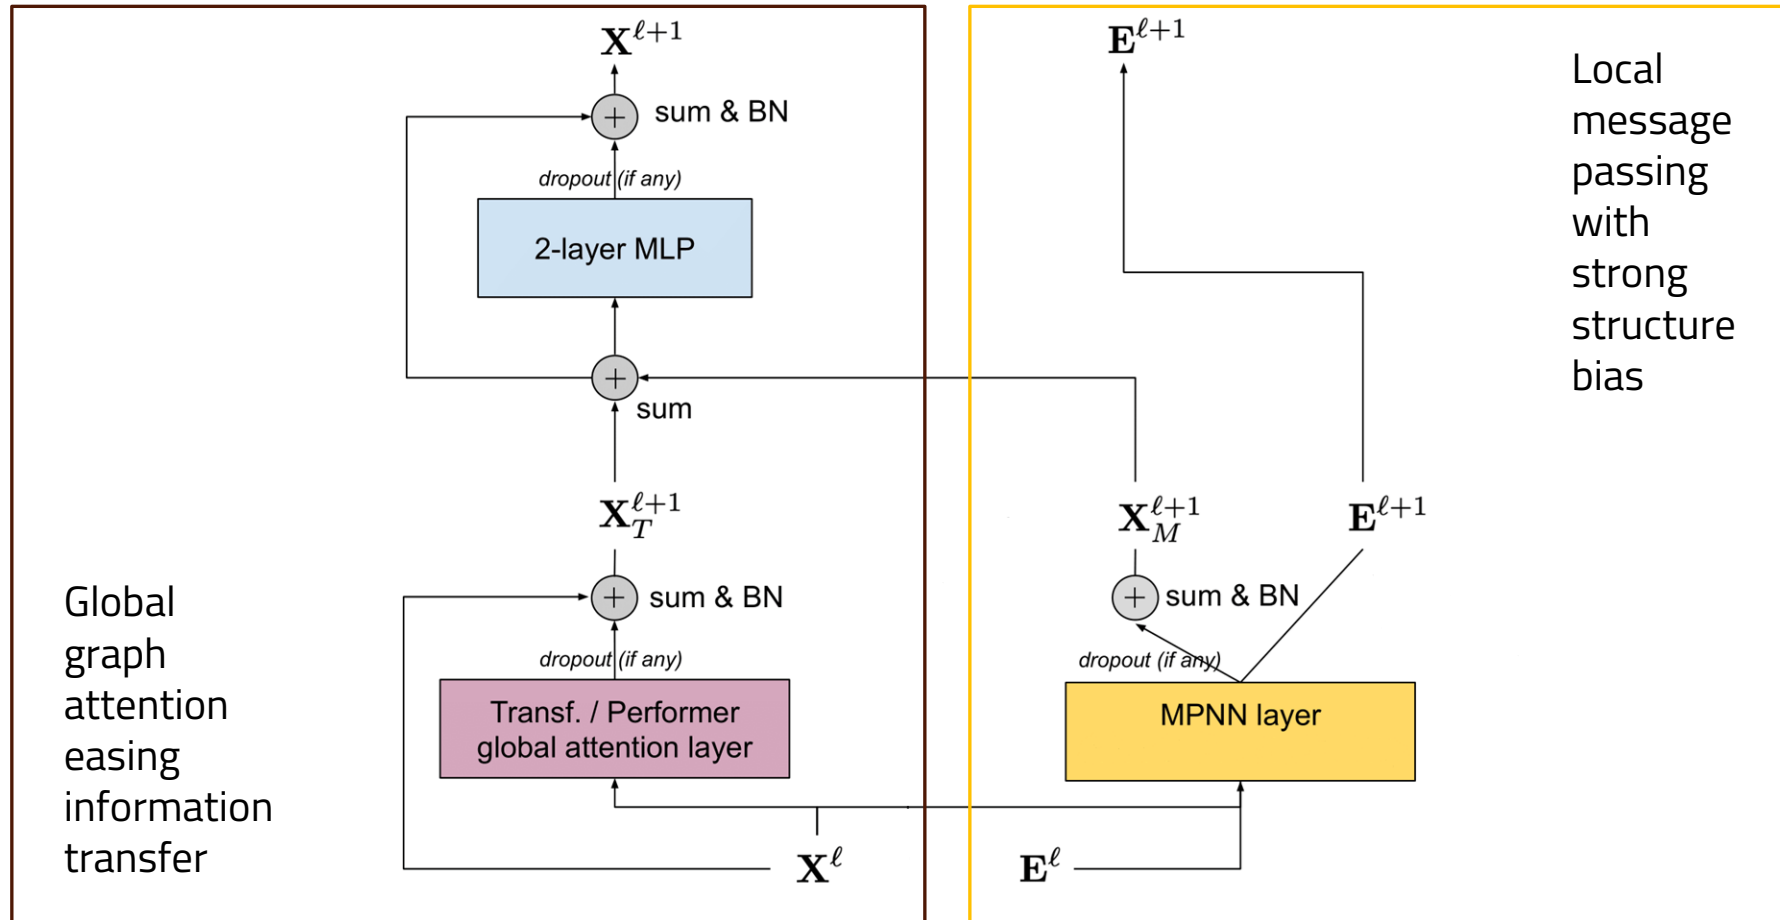 X^{ℓ+1}
sum & BN
dropout (if any)
2-layer MLP
sum
X_T^{ℓ+1}
sum & BN
dropout (if any)
Transf. / Performer
global attention layer
X^ℓ
Global
graph
attention
easing
information
transfer
E^{ℓ+1}
X_M^{ℓ+1}
E^{ℓ+1}
sum & BN
dropout (if any)
MPNN layer
E^ℓ
Local
message
passing
with
strong
structure
bias